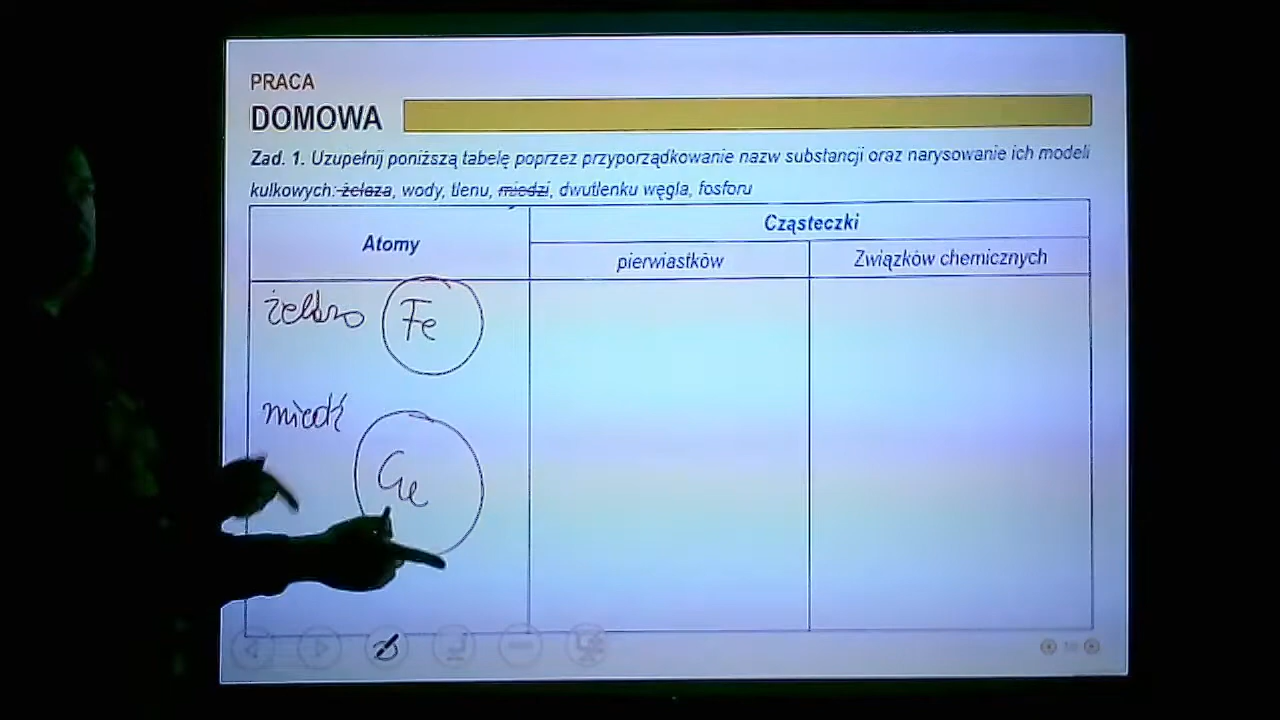 PRACA
DOMOWA
Zad. 1. Uzupełnij poniższą tabelę poprzez przyporządkowanie nazw substancji oraz narysowanie ich modeli
kulkowych: żelaza, wody, tlenu, miedzi, dwutlenku węgla, fosforu
Atomy
Cząsteczki
pierwiastków
Związków chemicznych
żelazo Fe
miedź
Cu